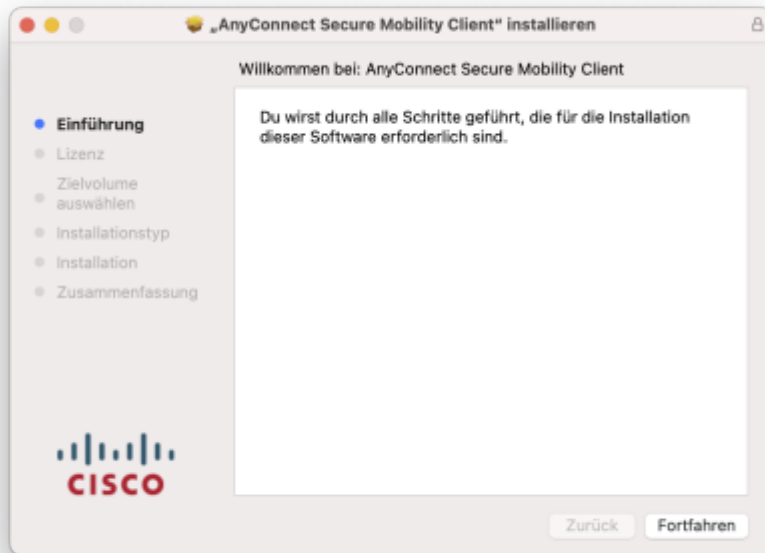 „AnyConnect Secure Mobility Client“ installieren
Willkommen bei: AnyConnect Secure Mobility Client
Einführung
Lizenz
Zielvolume
auswählen
Installationstyp
Installation
Zusammenfassung
Du wirst durch alle Schritte geführt, die für die Installation
dieser Software erforderlich sind.
CISCO
Zurück
Fortfahren